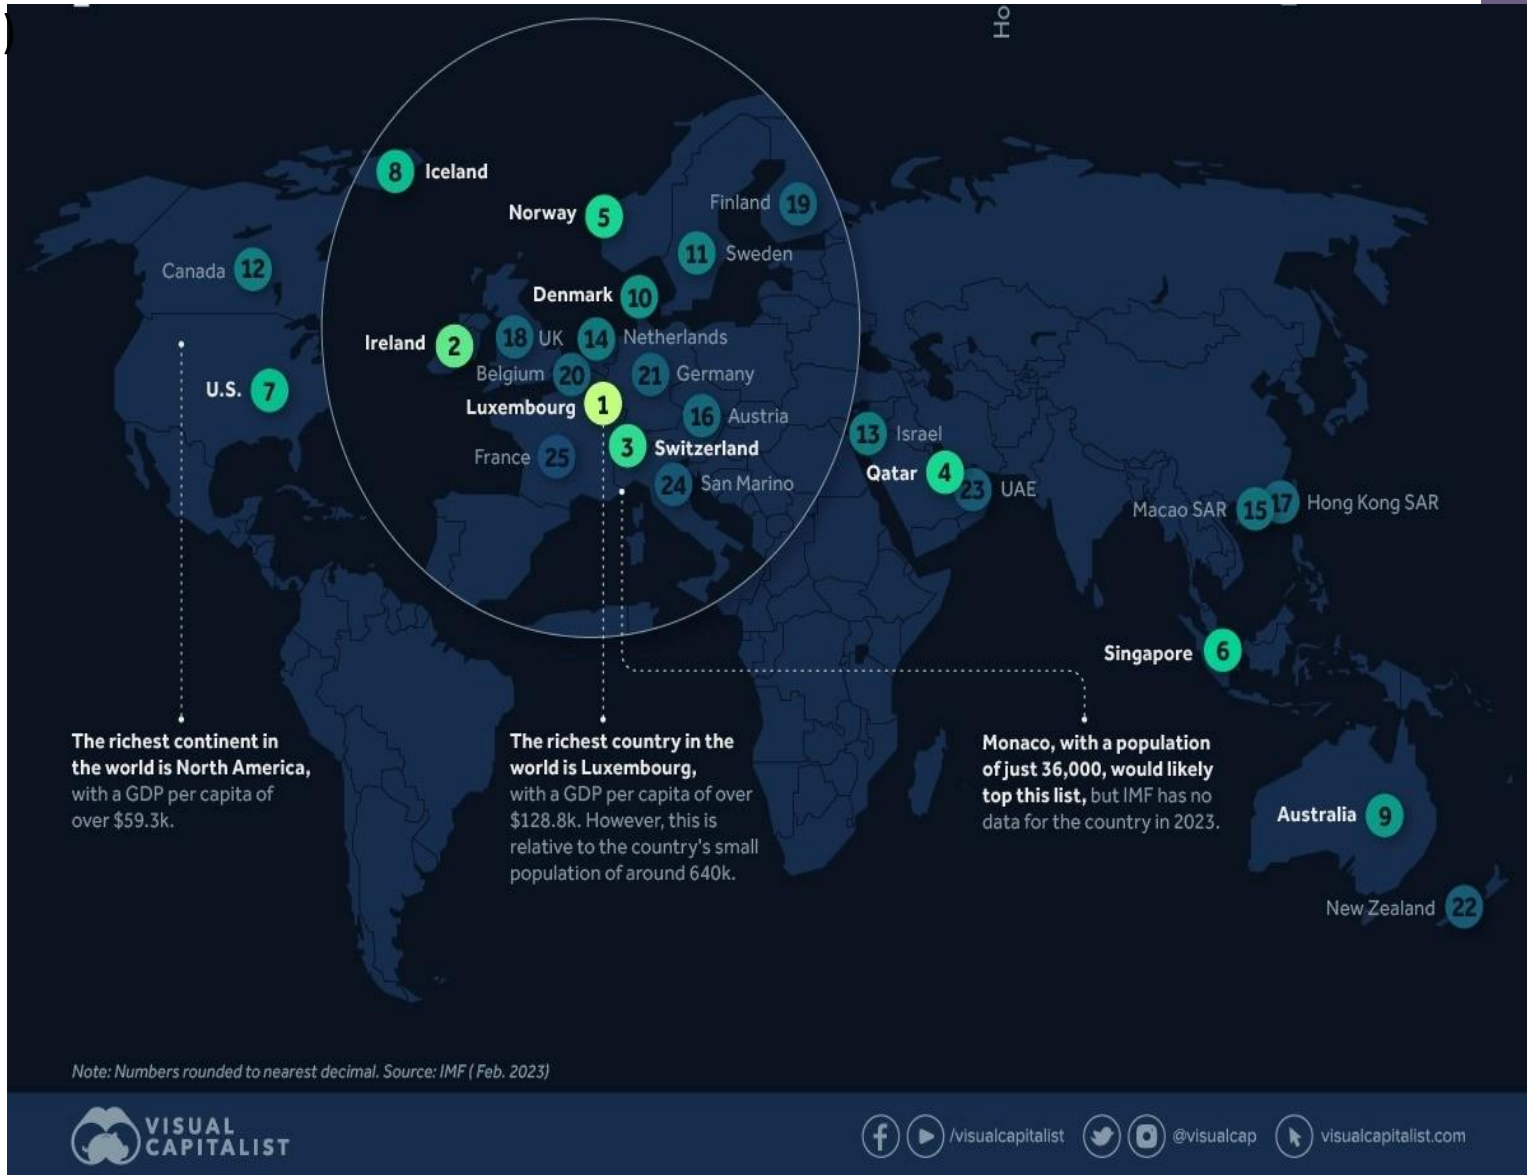 Ho
8 Iceland
Norway 5
Finland 19
11 Sweden
Canada 12
Denmark 10
Ireland 2
18 UK
14 Netherlands
Belgium 20
21 Germany
U.S. 7
Luxembourg 1
16 Austria
13 Israel
3 Switzerland
France 25
Qatar 4
24 San Marino
23 UAE
Macao SAR 15
17 Hong Kong SAR
Singapore 6
The richest continent in
the world is North America,
with a GDP per capita of
over $59.3k.
The richest country in the
world is Luxembourg,
with a GDP per capita of over
$128.8k. However, this is
relative to the country's small
population of around 640k.
Monaco, with a population
of just 36,000, would likely
top this list, but IMF has no
data for the country in 2023.
Australia 9
New Zealand 22
Note: Numbers rounded to nearest decimal. Source: IMF ( Feb. 2023)
VISUAL
CAPITALIST
/visualcapitalist
@visualcap
visualcapitalist.com